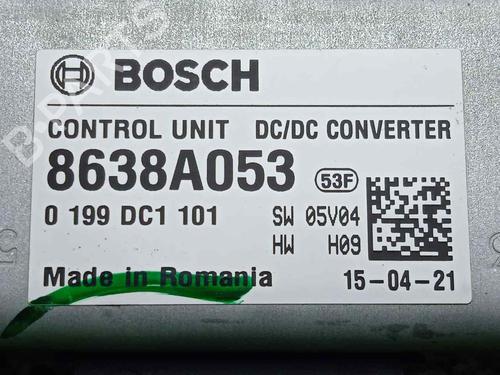 BOSCH
CONTROL UNIT DC/DC CONVERTER
8638A053 53F
0 199 DC1 101 SW 05V04
HW H09
Made in Romania 15-04-21
B-PARTS